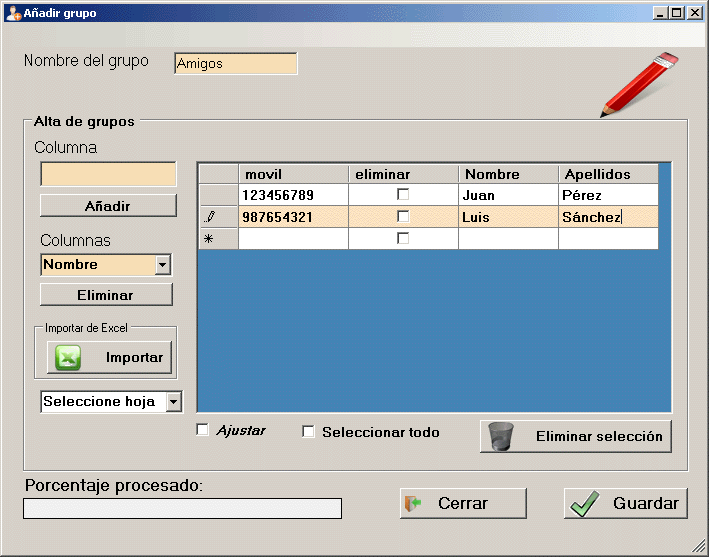 Añadir grupo
Nombre del grupo Amigos
Alta de grupos
Columna
Añadir
Columnas
Nombre
Eliminar
Importar de Excel
Importar
Seleccione hoja
movil eliminar Nombre Apellidos
123456789 Juan Pérez
987654321 Luis Sánchez
Ajustar Seleccionar todo Eliminar selección
Porcentaje procesado:
Cerrar Guardar